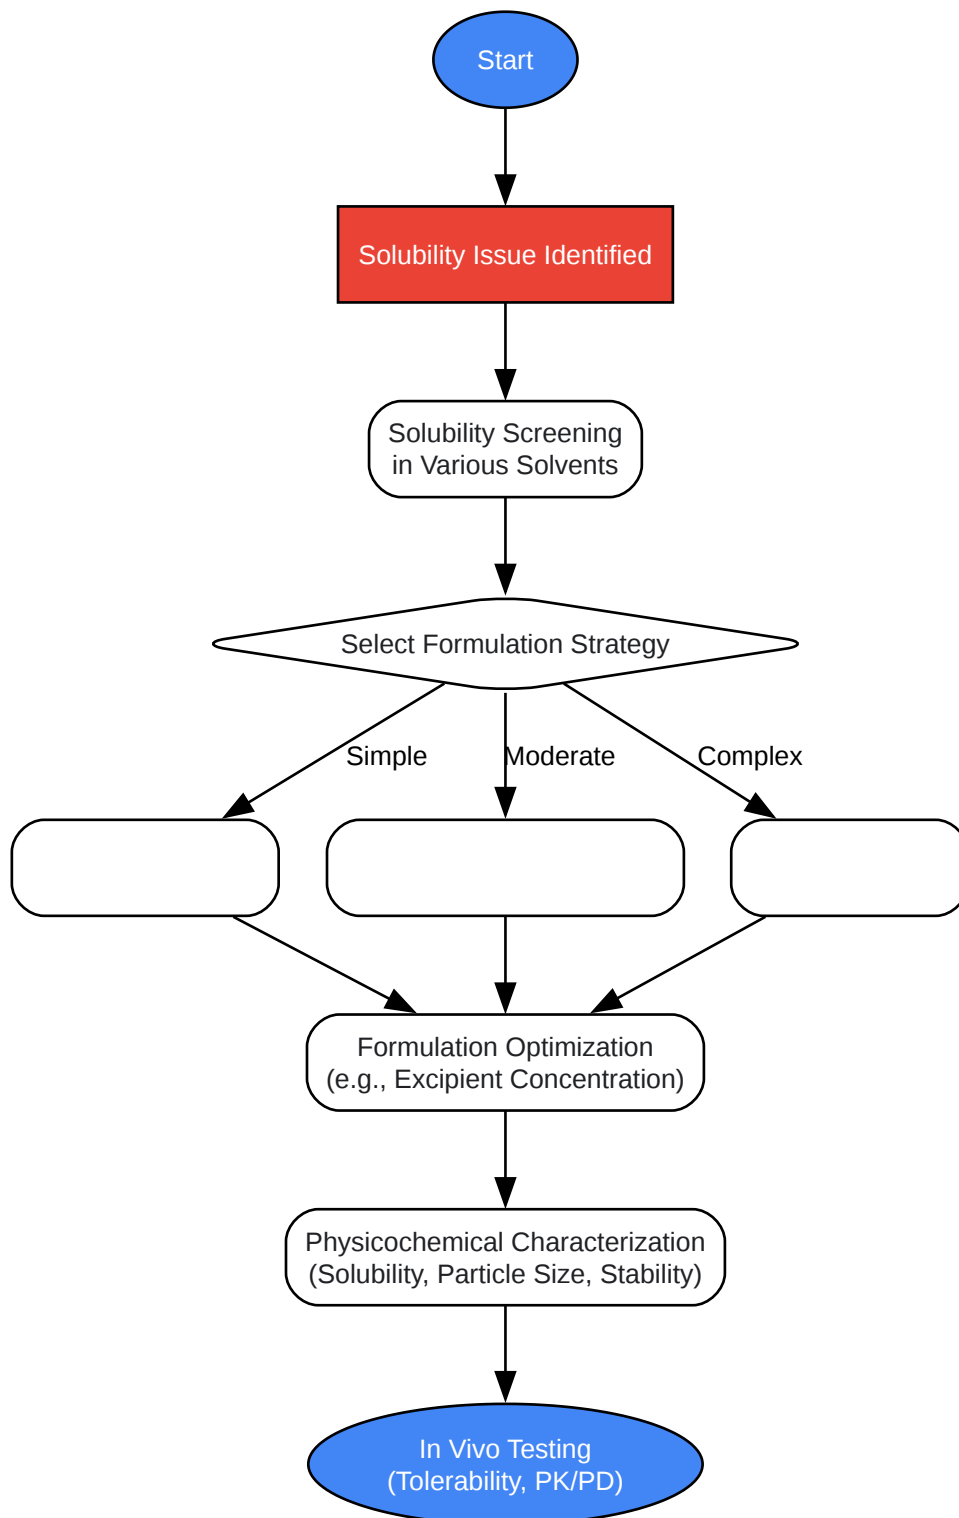 Start
Solubility Issue Identified
Solubility Screening
in Various Solvents
Select Formulation Strategy
Simple
Moderate
Complex
Formulation Optimization
(e.g., Excipient Concentration)
Physicochemical Characterization
(Solubility, Particle Size, Stability)
In Vivo Testing
(Tolerability, PK/PD)